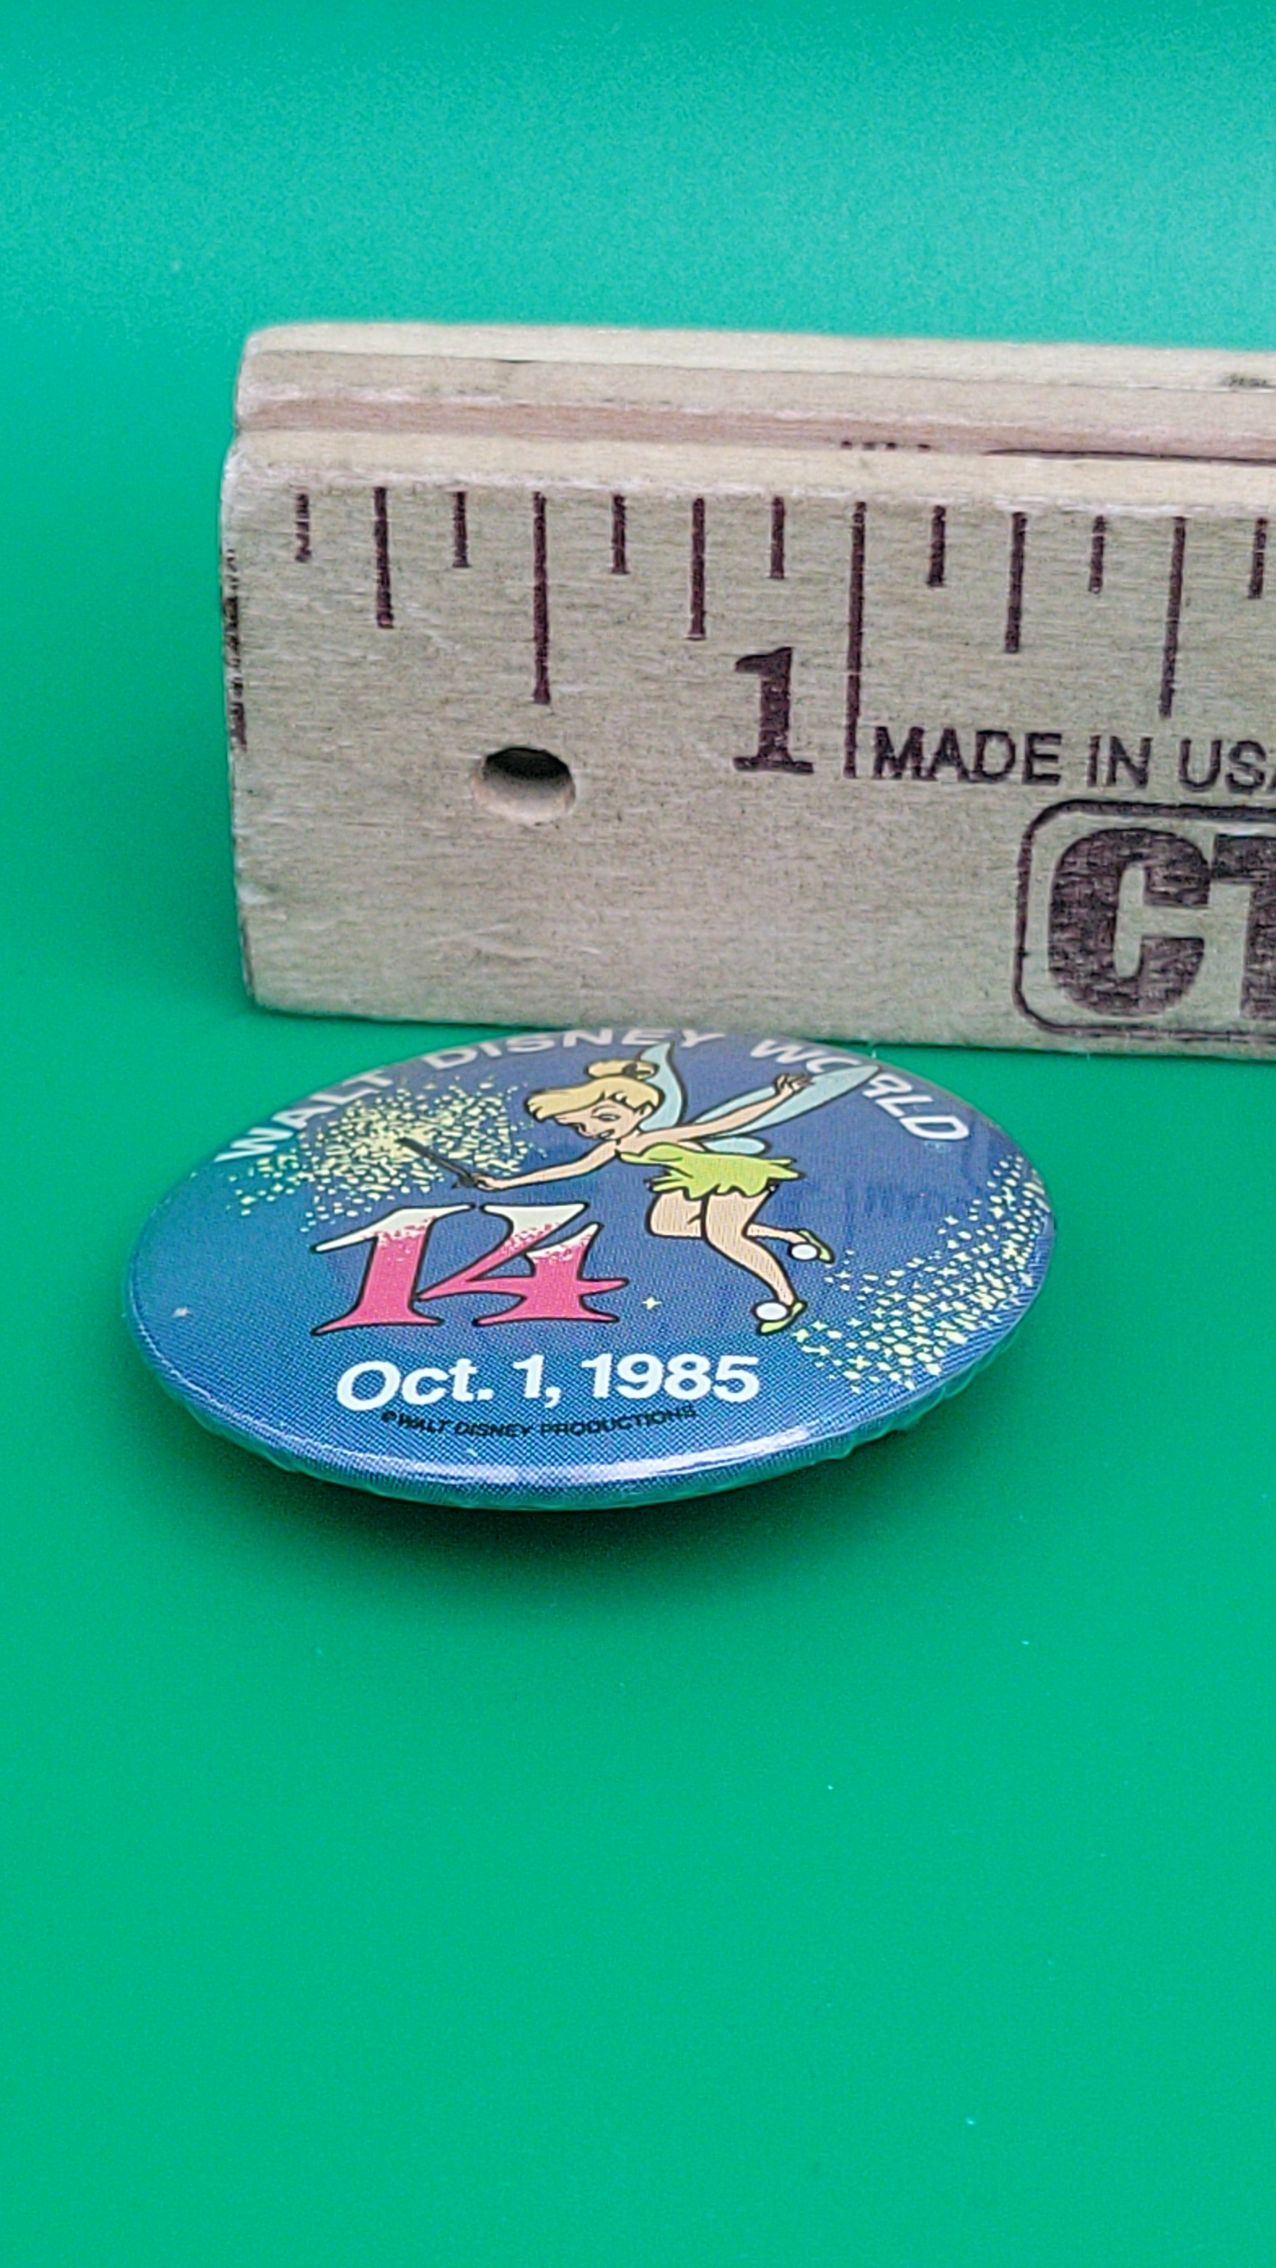 1
MADE IN USA
WALT DISNEY WORLD
14
Oct. 1, 1985
©WALT DISNEY PRODUCTIONS